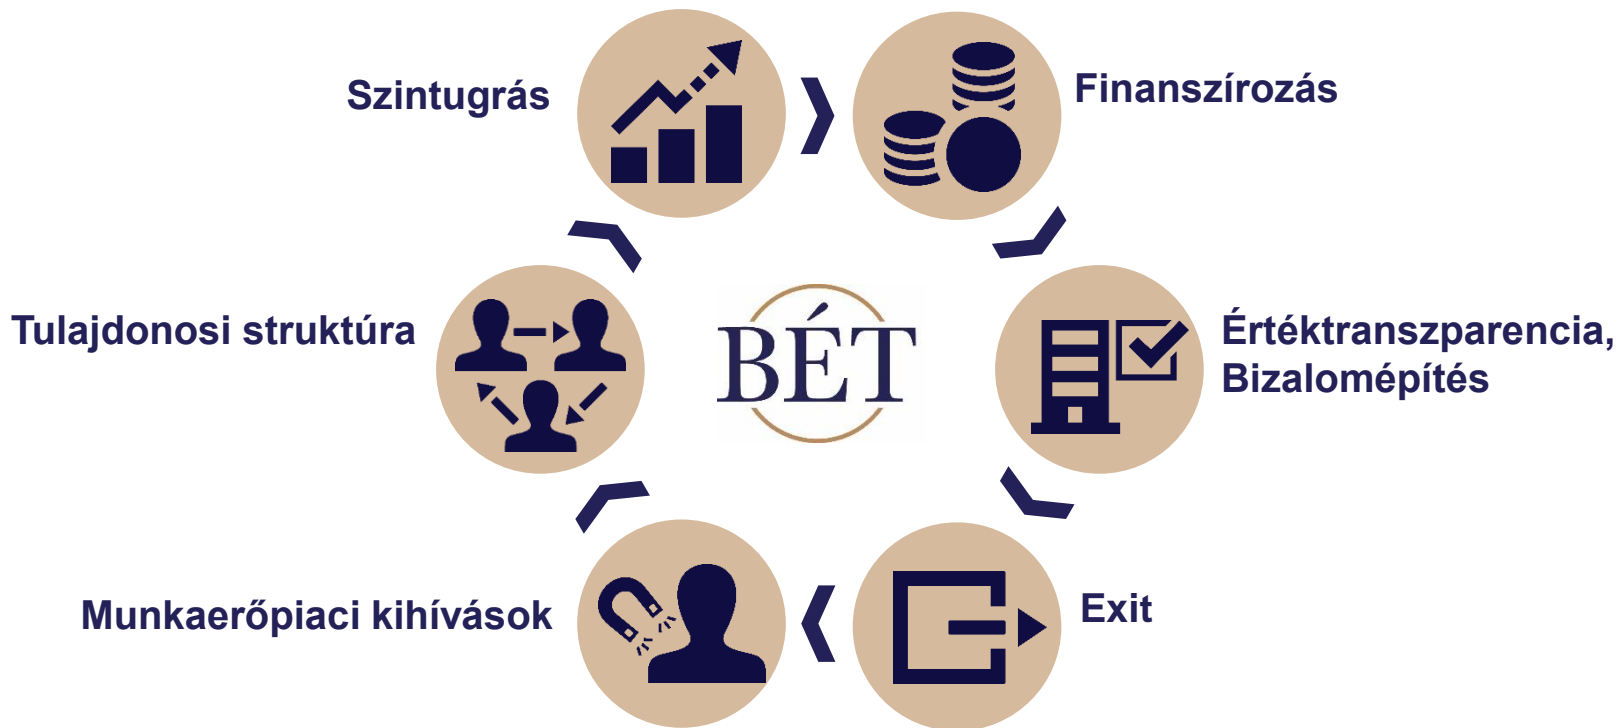 Szintugrás
Finanszírozás
Tulajdonosi struktúra
BÉT
Értéktranszparencia,
Bizalomépítés
Munkaerőpiaci kihívások
Exit